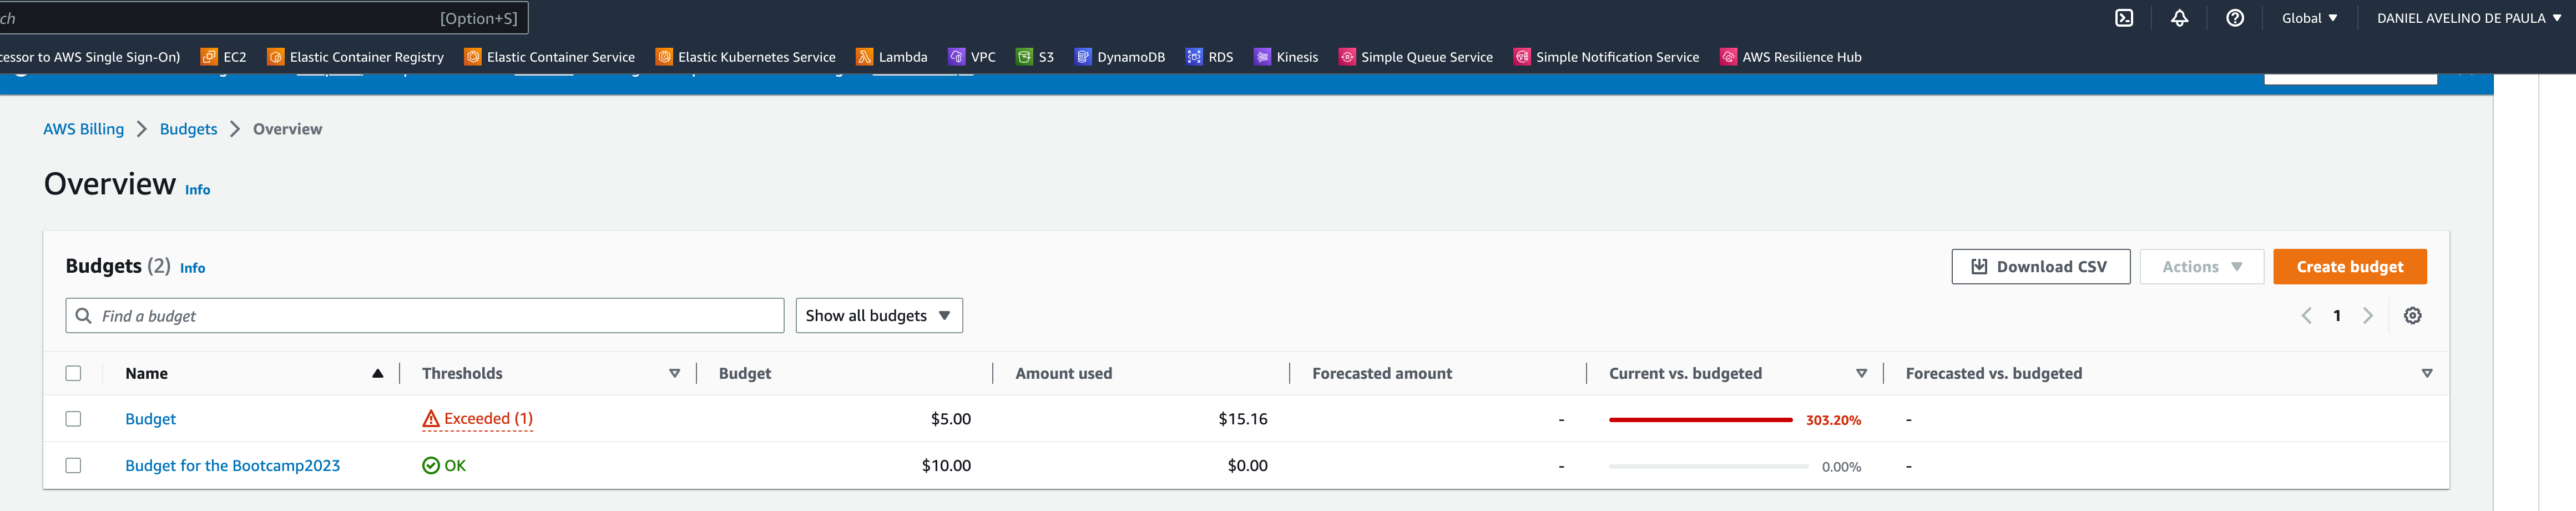 ch [Option+S] Global DANIEL AVELINO DE PAULA
cessor to AWS Single Sign-On) EC2 Elastic Container Registry Elastic Container Service Elastic Kubernetes Service Lambda VPC S3 DynamoDB RDS Kinesis Simple Queue Service Simple Notification Service AWS Resilience Hub
AWS Billing > Budgets > Overview
Overview Info
Budgets (2) Info Download CSV Actions Create budget
Find a budget Show all budgets 1
Name Thresholds Budget Amount used Forecasted amount Current vs. budgeted Forecasted vs. budgeted
Budget Exceeded (1) $5.00 $15.16 - 303.20% -
Budget for the Bootcamp2023 OK $10.00 $0.00 - 0.00% -